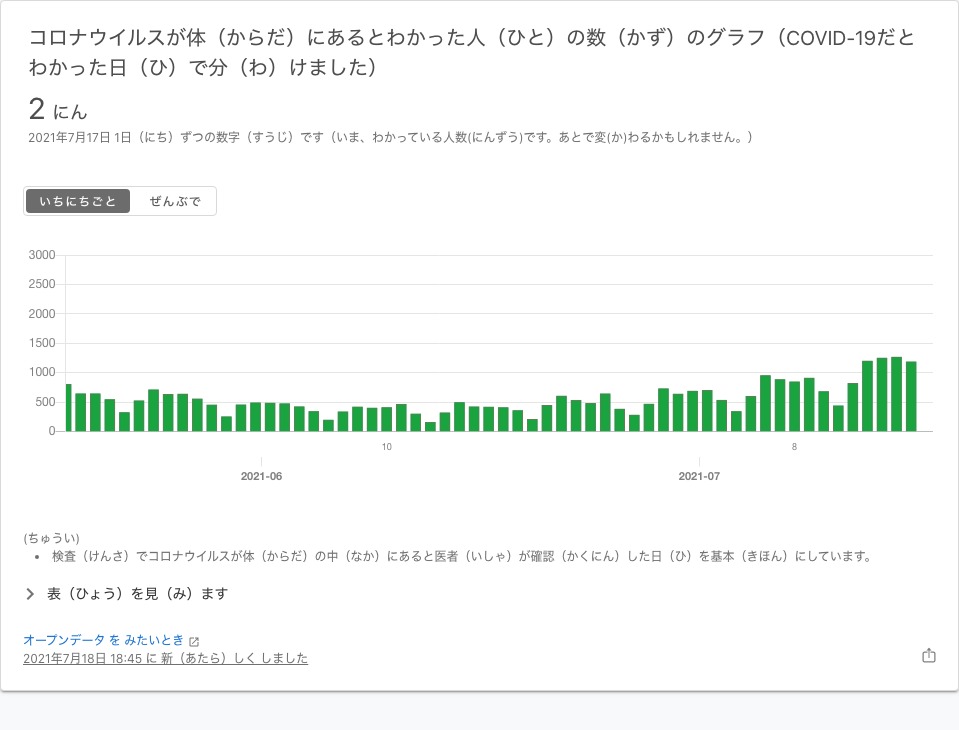 コロナウイルスが体（からだ）にあるとわかった人（ひと）の数（かず）のグラフ（COVID-19だと
わかった日（ひ）で分（わ）けました）
2 にん
2021年7月17日 1日（にち）ずつの数字（すうじ）です（いま、わかっている人数(にんずう)です。あとで変(か)わるかもしれません。）
いちにちごと ぜんぶで
3000
2500
2000
1500
1000
500
0
10 8
2021-06 2021-07
(ちゅうい)
• 検査（けんさ）でコロナウイルスが体（からだ）の中（なか）にあると医者（いしゃ）が確認（かくにん）した日（ひ）を基本（きほん）にしています。
表（ひょう）を見（み）ます
オープンデータ を みたいとき
2021年7月18日 18:45 に 新（あたら）しく しました